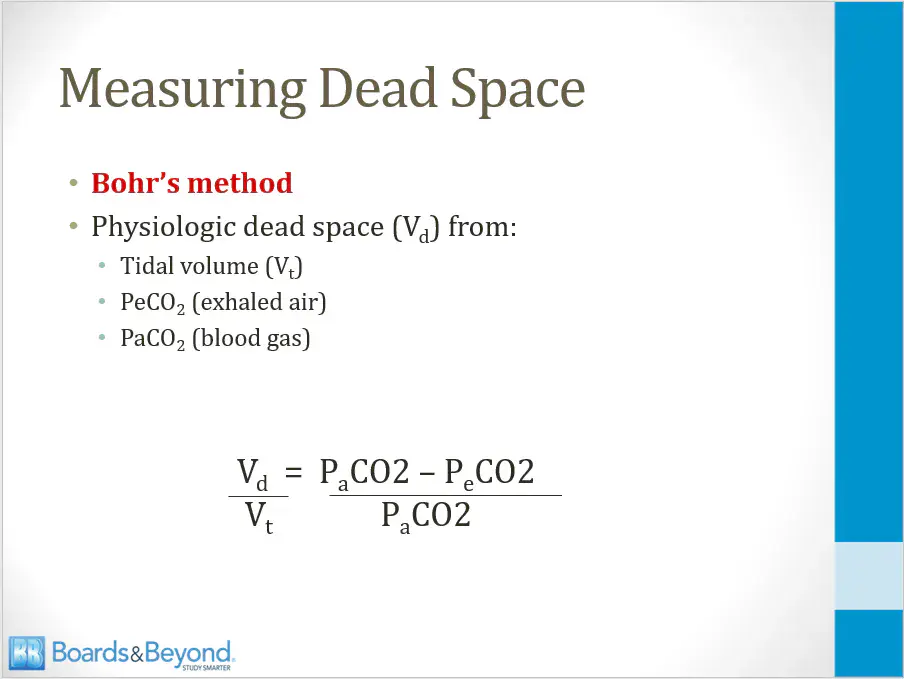 Measuring Dead Space
• Bohr’s method
• Physiologic dead space (Vd) from:
• Tidal volume (Vt)
• PeCO2 (exhaled air)
• PaCO2 (blood gas)
Vd = PaCO2 – PeCO2
Vt PaCO2
BB Boards&Beyond.
STUDY SMARTER